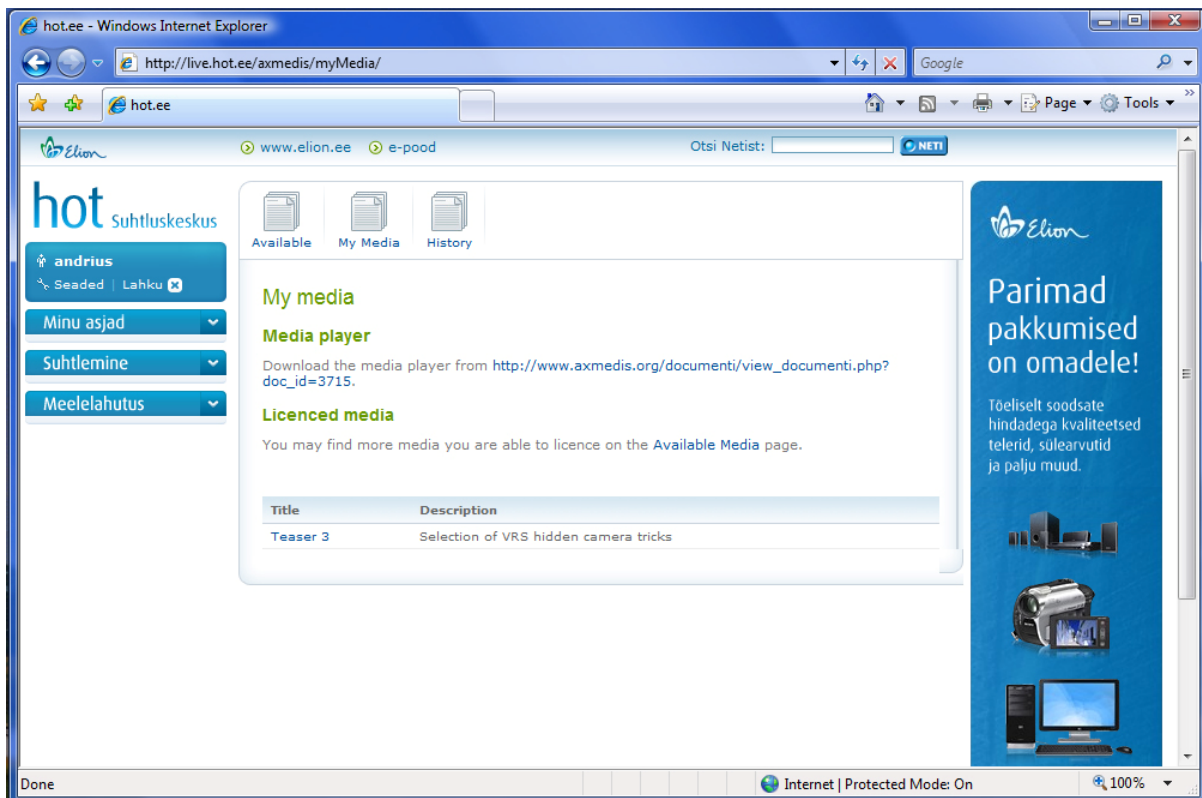 hot.ee - Windows Internet Explorer
http://live.hot.ee/axmedis/myMedia/
Google
hot.ee
Page
Tools
Elion
www.elion.ee
e-pood
Otsi Netist:
NETI
hot Suhtluskeskus
andrius
Seaded | Lahku
Minu asjad
Suhtlemine
Meelelahutus
Available
My Media
History
My media
Media player
Download the media player from http://www.axmedis.org/documenti/view_documenti.php?
doc_id=3715.
Licenced media
You may find more media you are able to licence on the Available Media page.
Title Description
Teaser 3 Selection of VRS hidden camera tricks
Elion
Parimad
pakkumised
on omadele!
Tõeliselt soodsate
hindadega kvaliteetsed
telerid, sülearvutid
ja palju muud.
Done
Internet | Protected Mode: On
100%